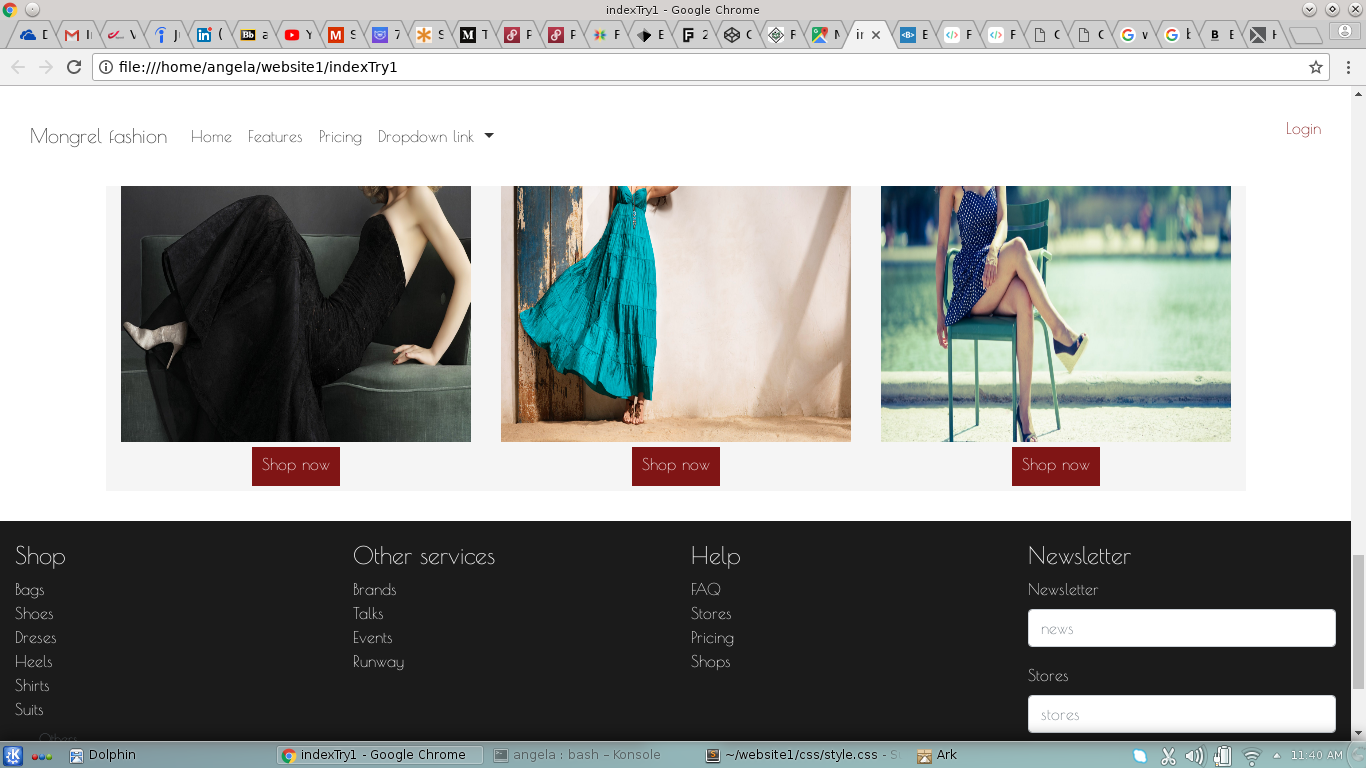 indexTry1 - Google Chrome
file:///home/angela/website1/indexTry1
Mongrel fashion Home Features Pricing Dropdown link Login
Shop now Shop now Shop now
Shop Other services Help Newsletter
Bags Brands FAQ Newsletter
Shoes Talks Stores news
Dreses Events Pricing
Heels Runway Shops Stores
Shirts
Suits stores
Others
Dolphin indexTry1 - Google Chrome angela : bash – Konsole ~/website1/css/style.css - Ark 11:40 AM